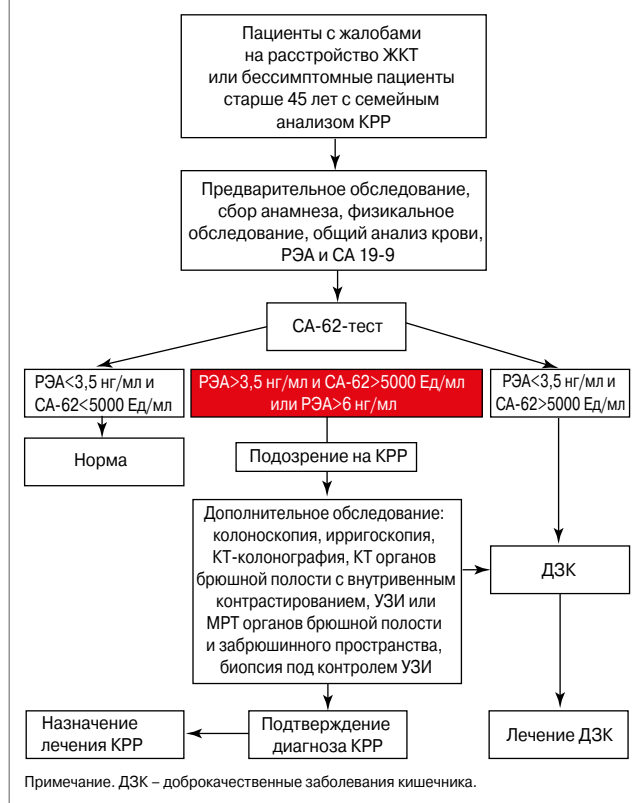 Пациенты с жалобами
на расстройство ЖКТ
или бессимптомные пациенты
старше 45 лет с семейным
анализом КРР
Предварительное обследование,
сбор анамнеза, физикальное
обследование, общий анализ крови,
РЭА и СА 19-9
СА-62-тест
РЭА<3,5 нг/мл и
СА-62<5000 Ед/мл
РЭА>3,5 нг/мл и СА-62>5000 Ед/мл
или РЭА>6 нг/мл
РЭА<3,5 нг/мл и
СА-62>5000 Ед/мл
Норма
Подозрение на КРР
Дополнительное обследование:
колоноскопия, ирригоскопия,
КТ-колонография, КТ органов
брюшной полости с внутривенным
контрастированием, УЗИ или
МРТ органов брюшной полости
и забрюшинного пространства,
биопсия под контролем УЗИ
ДЗК
Назначение
лечения КРР
Подтверждение
диагноза КРР
Лечение ДЗК
Примечание. ДЗК – доброкачественные заболевания кишечника.